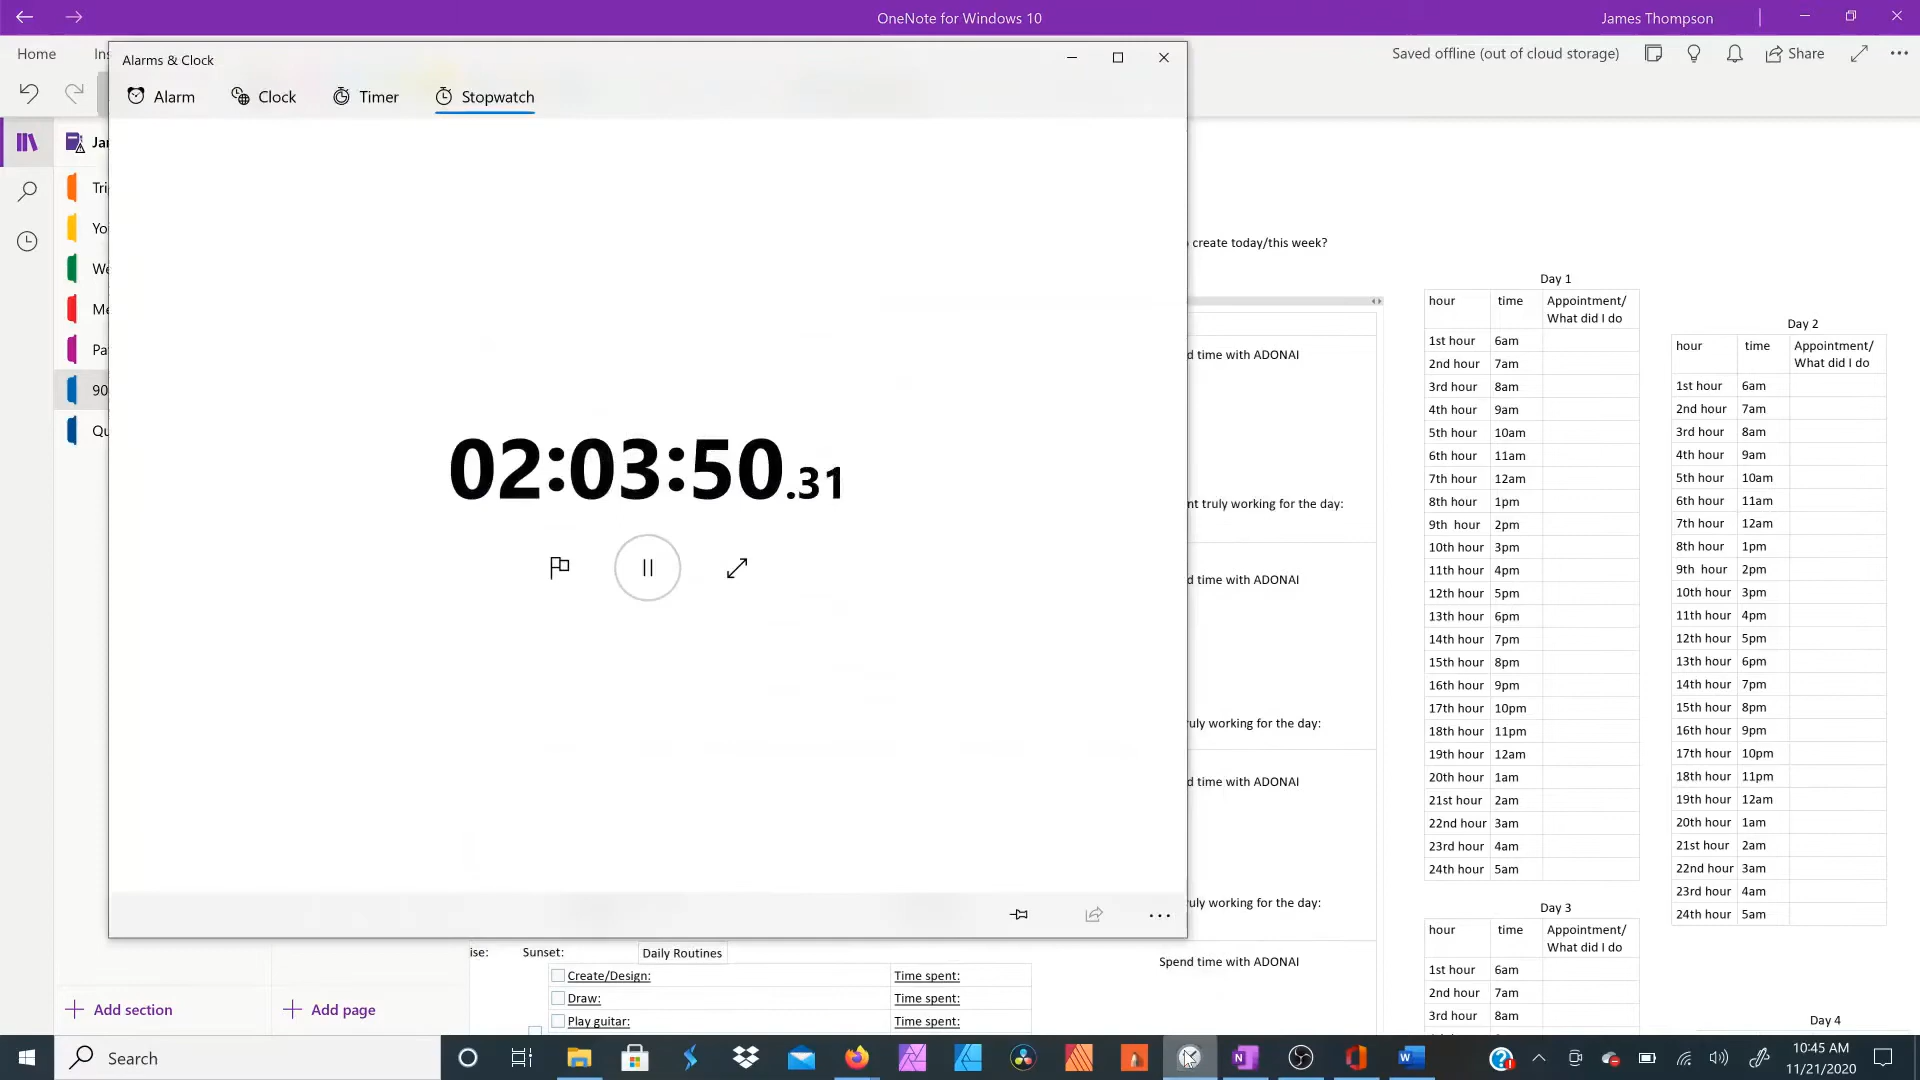 OneNote for Windows 10
James Thompson
Home
Ins
Saved offline (out of cloud storage)
Share
Alarms & Clock
Alarm
Clock
Timer
Stopwatch
Jar
Tri
Yo
We
Me
Pa
90
Qu
02:03:50.31
create today/this week?
d time with ADONAI
nt truly working for the day:
d time with ADONAI
uly working for the day:
d time with ADONAI
uly working for the day:
Spend time with ADONAI
Day 1
hour time Appointment/
What did I do
1st hour 6am
2nd hour 7am
3rd hour 8am
4th hour 9am
5th hour 10am
6th hour 11am
7th hour 12am
8th hour 1pm
9th hour 2pm
10th hour 3pm
11th hour 4pm
12th hour 5pm
13th hour 6pm
14th hour 7pm
15th hour 8pm
16th hour 9pm
17th hour 10pm
18th hour 11pm
19th hour 12am
20th hour 1am
21st hour 2am
22nd hour 3am
23rd hour 4am
24th hour 5am
Day 2
hour time Appointment/
What did I do
1st hour 6am
2nd hour 7am
3rd hour 8am
4th hour 9am
5th hour 10am
6th hour 11am
7th hour 12am
8th hour 1pm
9th hour 2pm
10th hour 3pm
11th hour 4pm
12th hour 5pm
13th hour 6pm
14th hour 7pm
15th hour 8pm
16th hour 9pm
17th hour 10pm
18th hour 11pm
19th hour 12am
20th hour 1am
21st hour 2am
22nd hour 3am
23rd hour 4am
24th hour 5am
Day 3
hour time Appointment/
What did I do
1st hour 6am
2nd hour 7am
3rd hour 8am
Day 4
ise: Sunset: Daily Routines
Create/Design: Time spent:
Draw: Time spent:
Play guitar: Time spent:
Add section
Add page
Search
10:45 AM
11/21/2020